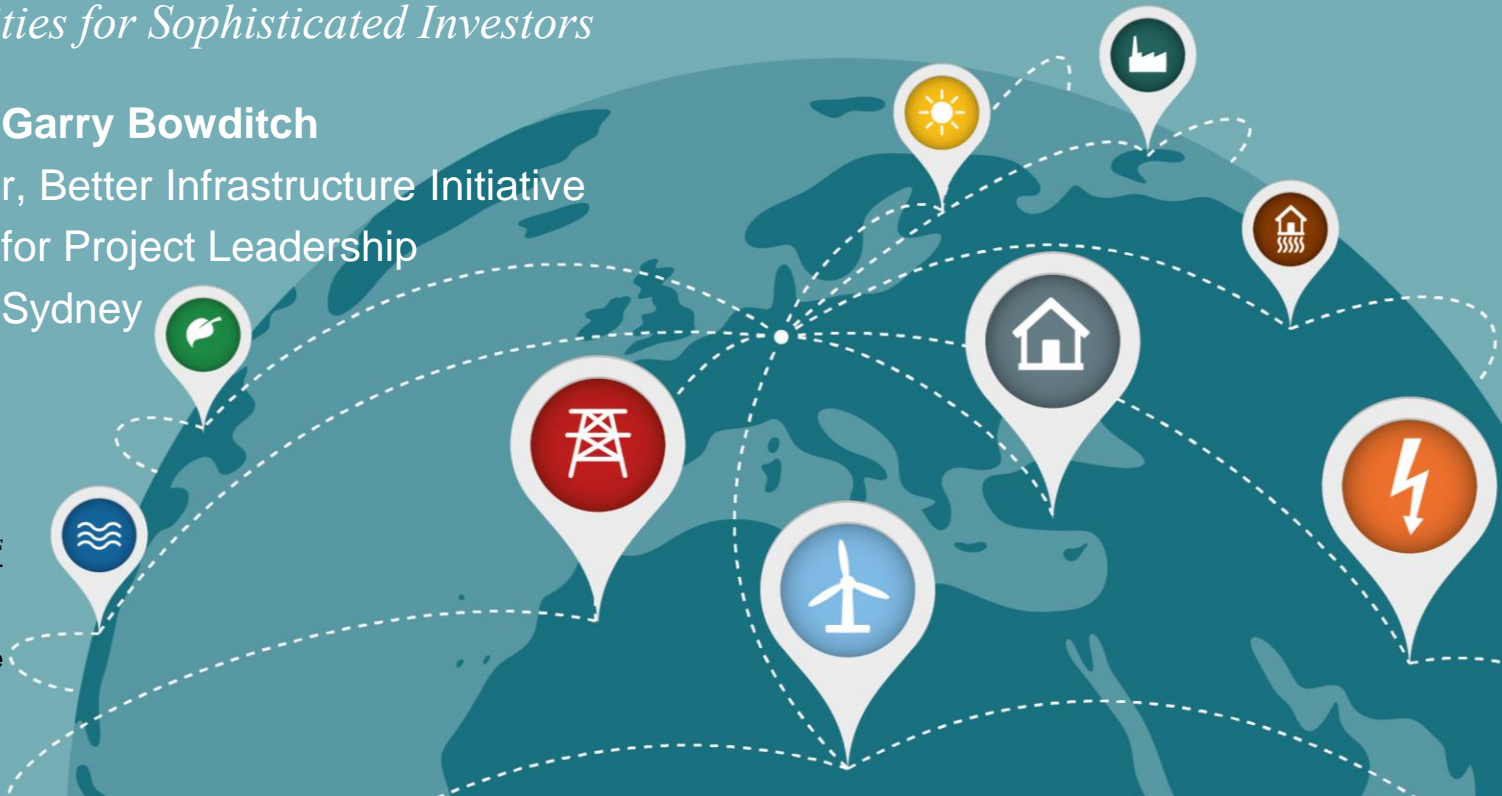 ties for Sophisticated Investors
Garry Bowditch
r, Better Infrastructure Initiative
for Project Leadership
Sydney